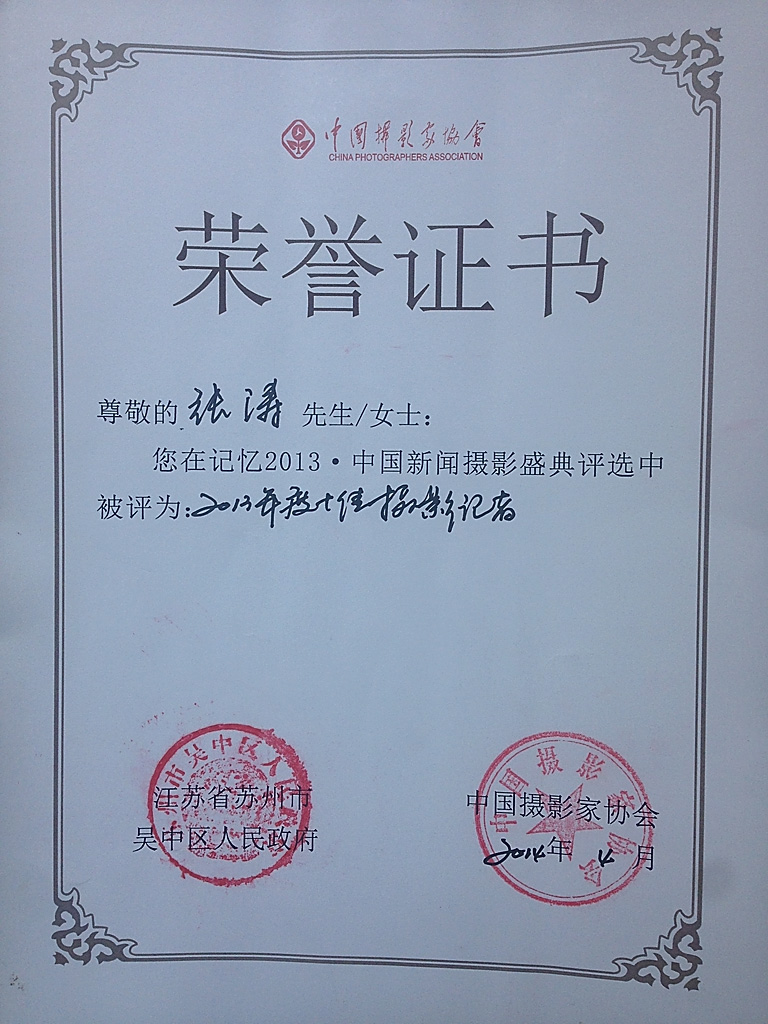 中国摄影家协會
CHINA PHOTOGRAPHERS ASSOCIATION
荣誉证书
尊敬的 张涛 先生/女士：
您在记忆2013·中国新闻摄影盛典评选中
被评为：2013年度十佳摄影记者
江苏省苏州市
吴中区人民政府
中国摄影家协会
2014年 4 月